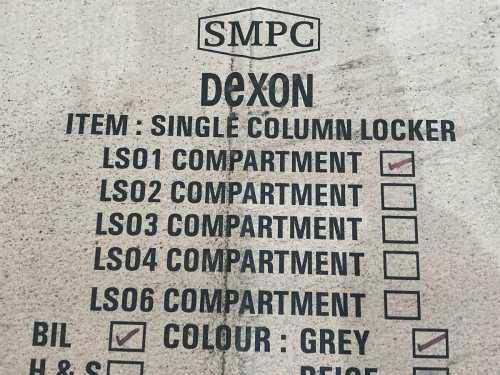 SMPC
DeXON
ITEM : SINGLE COLUMN LOCKER
LS01 COMPARTMENT
LS02 COMPARTMENT
LS03 COMPARTMENT
LS04 COMPARTMENT
LS06 COMPARTMENT
BIL COLOUR : GREY
H & S BEIGE